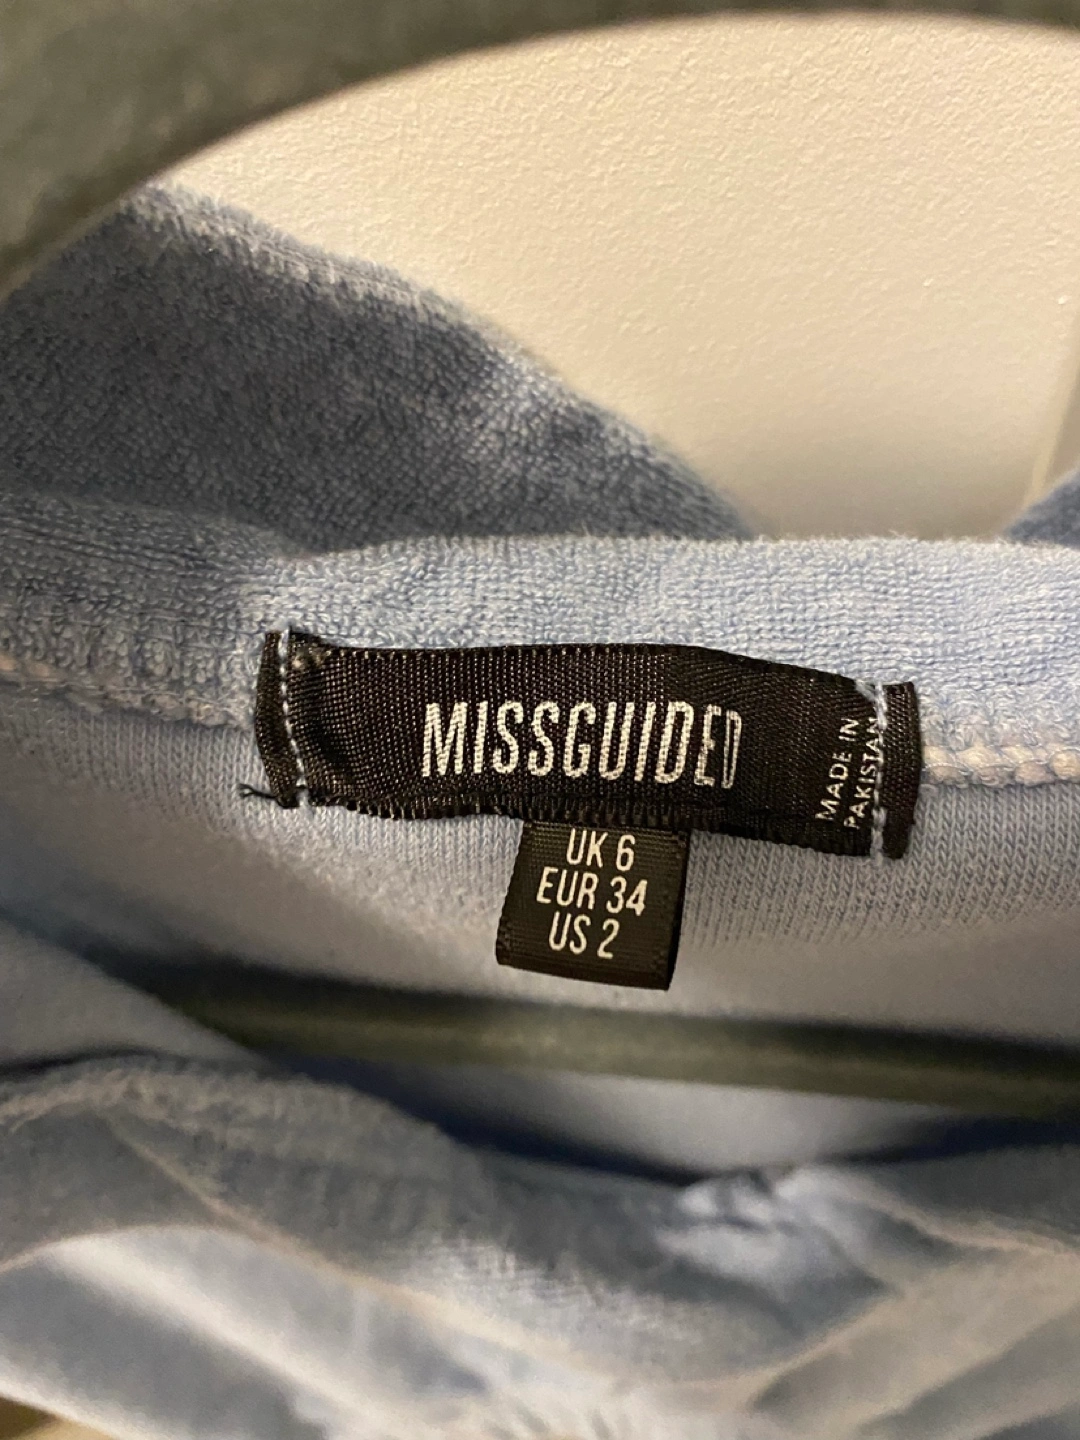 MISSGUIDED
MADE IN
PAKISTAN
UK 6
EUR 34
US 2